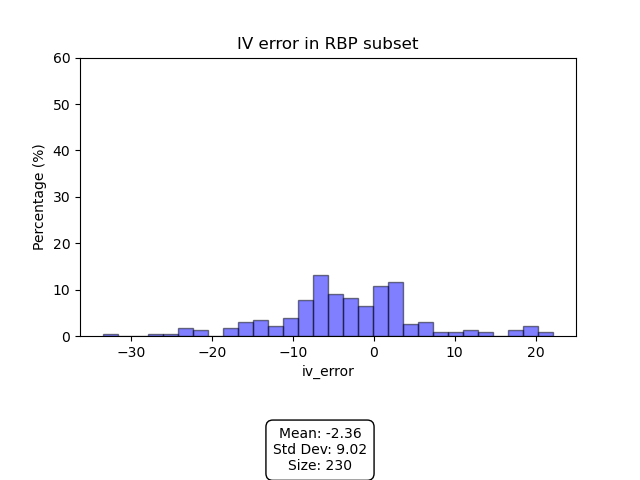 IV error in RBP subset
60
50
40
30
20
10
0
Percentage (%)
−30
−20
−10
0
10
20
iv_error
Mean: -2.36
Std Dev: 9.02
Size: 230